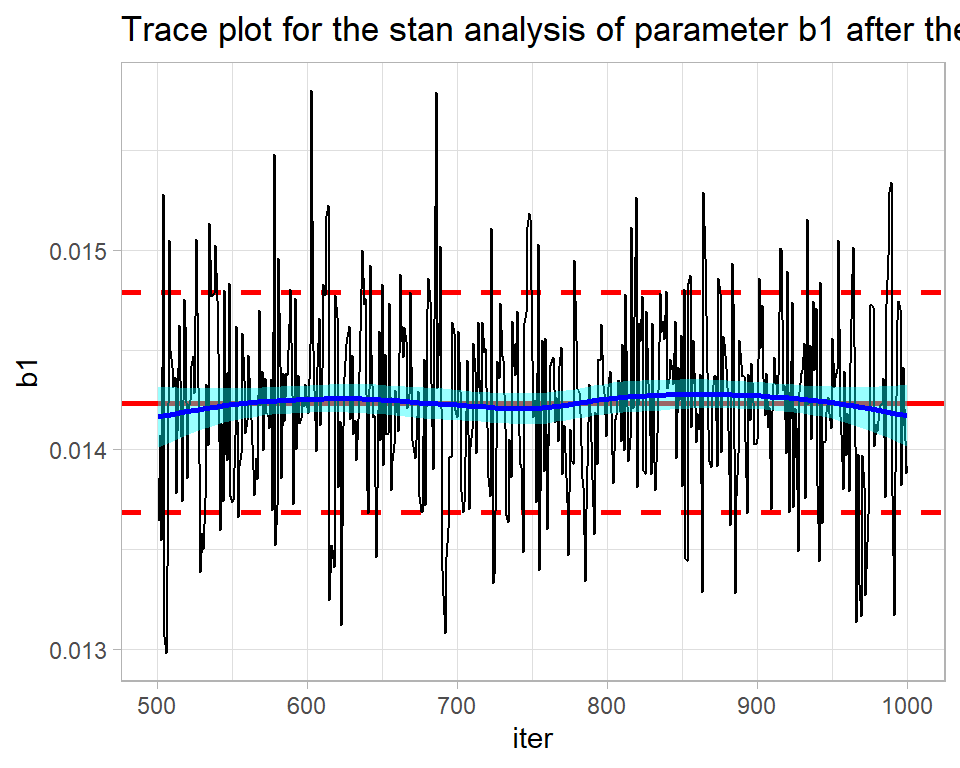 Trace plot for the stan analysis of parameter b1 after the
b1
0.015
0.014
0.013
500 600 700 800 900 1000
iter